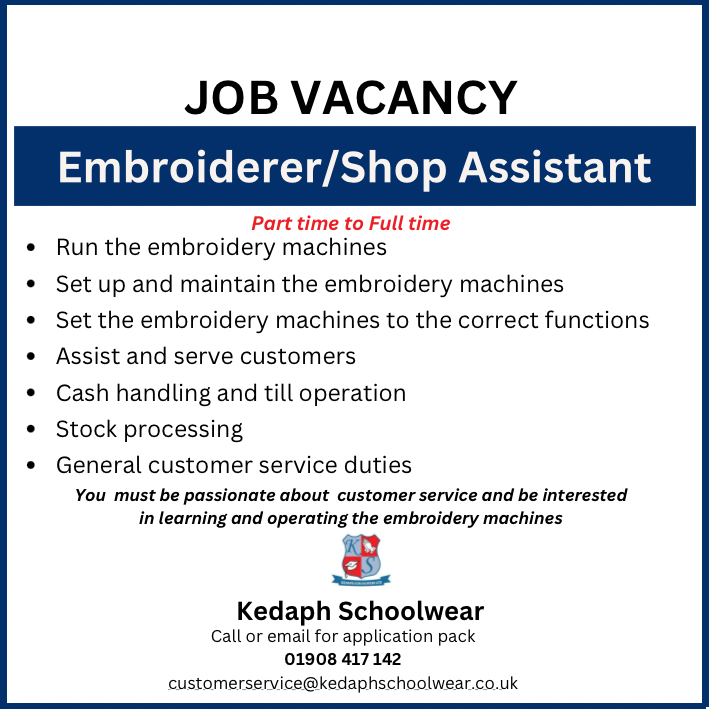 JOB VACANCY
Embroiderer/Shop Assistant
Part time to Full time
• Run the embroidery machines
• Set up and maintain the embroidery machines
• Set the embroidery machines to the correct functions
• Assist and serve customers
• Cash handling and till operation
• Stock processing
• General customer service duties
You must be passionate about customer service and be interested
in learning and operating the embroidery machines
K
S
Kedaph Schoolwear
Call or email for application pack
01908 417 142
customerservice@kedaphschoolwear.co.uk